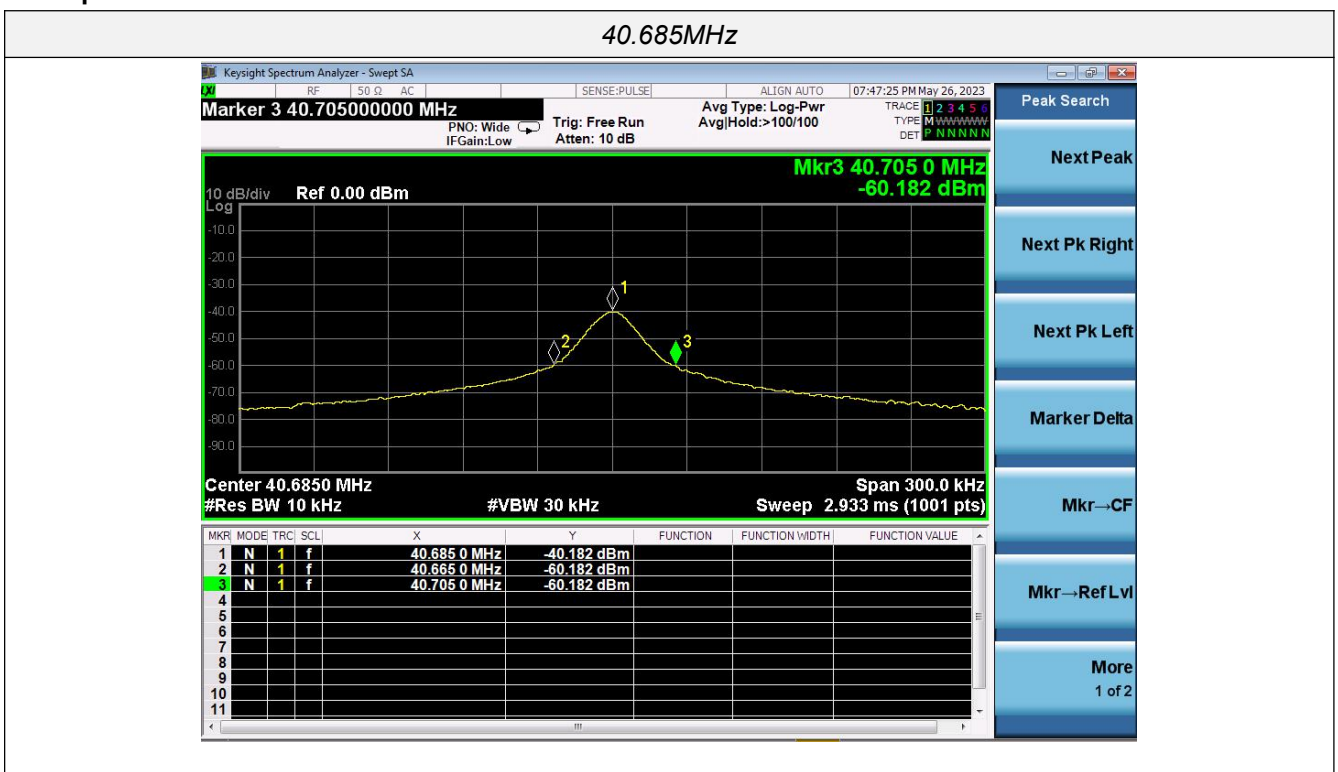 40.685MHz
Keysight Spectrum Analyzer - Swept SA
LXI RF 50 Ω AC SENSE:PULSE ALIGN AUTO 07:47:25 PM May 26, 2023
Marker 3 40.705000000 MHz
PNO: Wide
IFGain:Low
Trig: Free Run
Atten: 10 dB
Avg Type: Log-Pwr
Avg|Hold:>100/100
TRACE 1 2 3 4 5 6
TYPE M WWWWW
DET P N N N N N
Peak Search
Next Peak
Next Pk Right
Next Pk Left
Marker Delta
Mkr→CF
Mkr→Ref Lvl
More
1 of 2
Mkr3 40.705 0 MHz
-60.182 dBm
10 dB/div Ref 0.00 dBm
Log
-10.0
-20.0
-30.0
-40.0
-50.0
-60.0
-70.0
-80.0
-90.0
1
2
3
Center 40.6850 MHz Span 300.0 kHz
#Res BW 10 kHz #VBW 30 kHz Sweep 2.933 ms (1001 pts)
MKR MODE TRC SCL X Y FUNCTION FUNCTION WIDTH FUNCTION VALUE
1 N 1 f 40.685 0 MHz -40.182 dBm
2 N 1 f 40.665 0 MHz -60.182 dBm
3 N 1 f 40.705 0 MHz -60.182 dBm
4
5
6
7
8
9
10
11